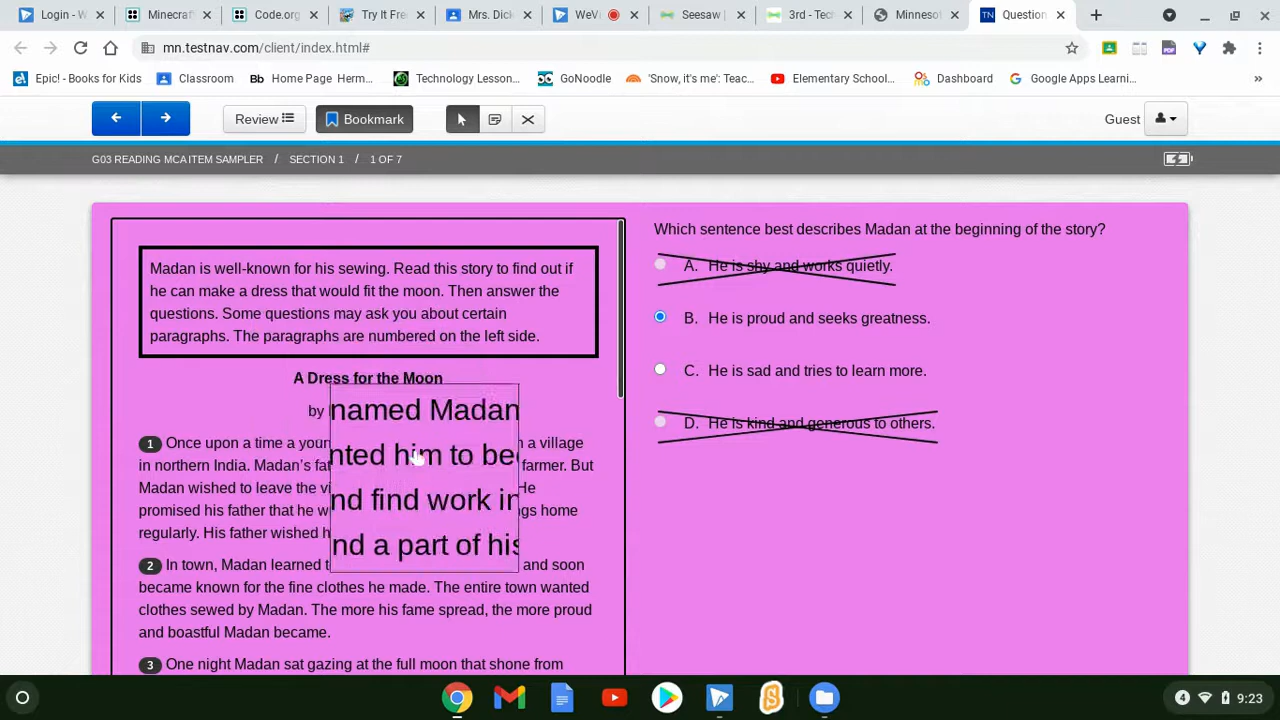 Login - W
Minecraf
Code.org
Try It Fre
Mrs. Dick
WeVi
Seesaw
3rd - Tec
Minneso
Question
mn.testnav.com/client/index.html#
Epic! - Books for Kids
Classroom
Bb Home Page Herm...
Technology Lesson...
GoNoodle
'Snow, it's me': Teac...
Elementary School...
Dashboard
Google Apps Learni...
Review
Bookmark
Guest
G03 READING MCA ITEM SAMPLER / SECTION 1 / 1 OF 7
Madan is well-known for his sewing. Read this story to find out if
he can make a dress that would fit the moon. Then answer the
questions. Some questions may ask you about certain
paragraphs. The paragraphs are numbered on the left side.
A Dress for the Moon
by
1 Once upon a time a your n a village
in northern India. Madan's fat farmer. But
Madan wished to leave the vi He
promised his father that he w gs home
regularly. His father wished h
named Madan
nted him to be
nd find work in
nd a part of his
2 In town, Madan learned t and soon
became known for the fine clothes he made. The entire town wanted
clothes sewed by Madan. The more his fame spread, the more proud
and boastful Madan became.
3 One night Madan sat gazing at the full moon that shone from
Which sentence best describes Madan at the beginning of the story?
A. He is shy and works quietly.
B. He is proud and seeks greatness.
C. He is sad and tries to learn more.
D. He is kind and generous to others.
4 9:23